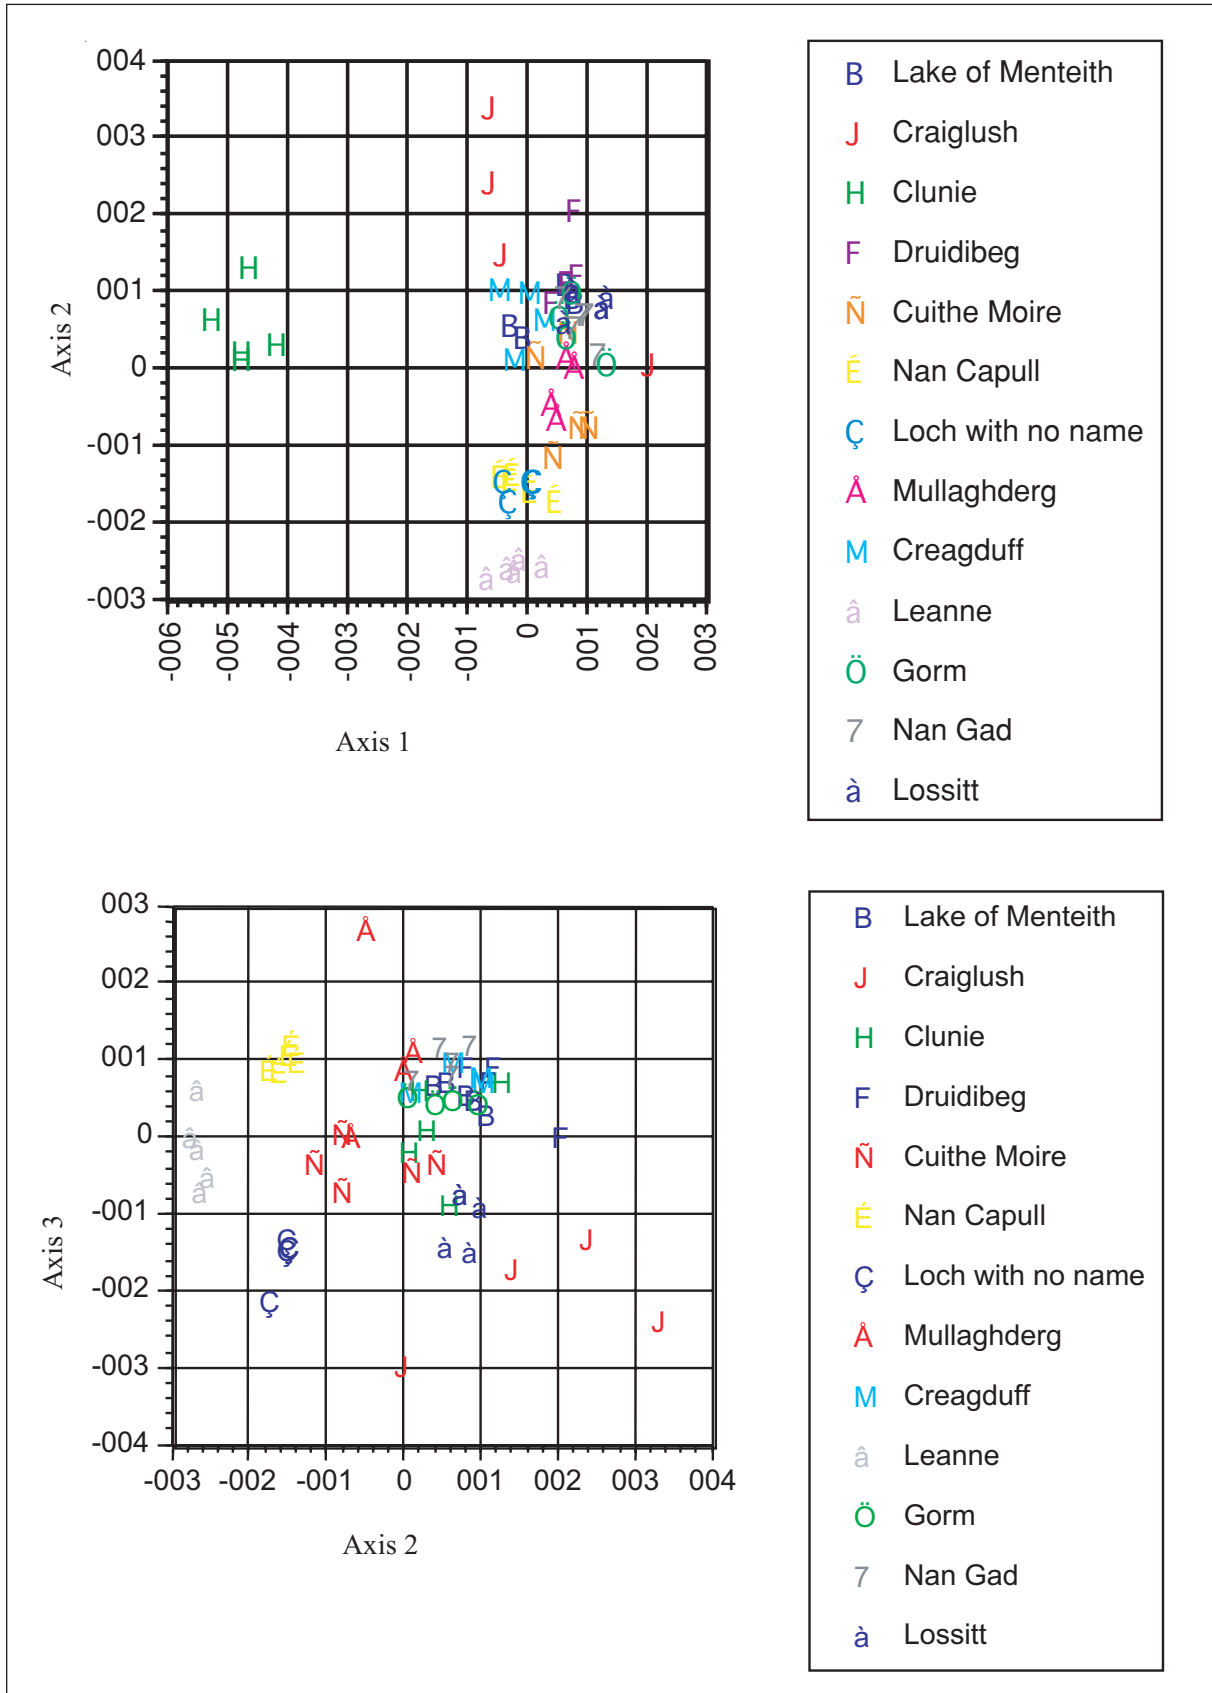 004
003
002
001
0
-001
-002
-003
Axis 2
-006
-005
-004
-003
-002
-001
0
001
002
003
Axis 1
B Lake of Menteith
J Craiglush
H Clunie
F Druidibeg
Ñ Cuithe Moire
É Nan Capull
Ç Loch with no name
Å Mullaghderg
M Creagduff
â Leanne
Ö Gorm
7 Nan Gad
à Lossitt
003
002
001
0
-001
-002
-003
-004
Axis 3
-003 -002 -001 0 001 002 003 004
Axis 2
B Lake of Menteith
J Craiglush
H Clunie
F Druidibeg
Ñ Cuithe Moire
É Nan Capull
Ç Loch with no name
Å Mullaghderg
M Creagduff
â Leanne
Ö Gorm
7 Nan Gad
à Lossitt